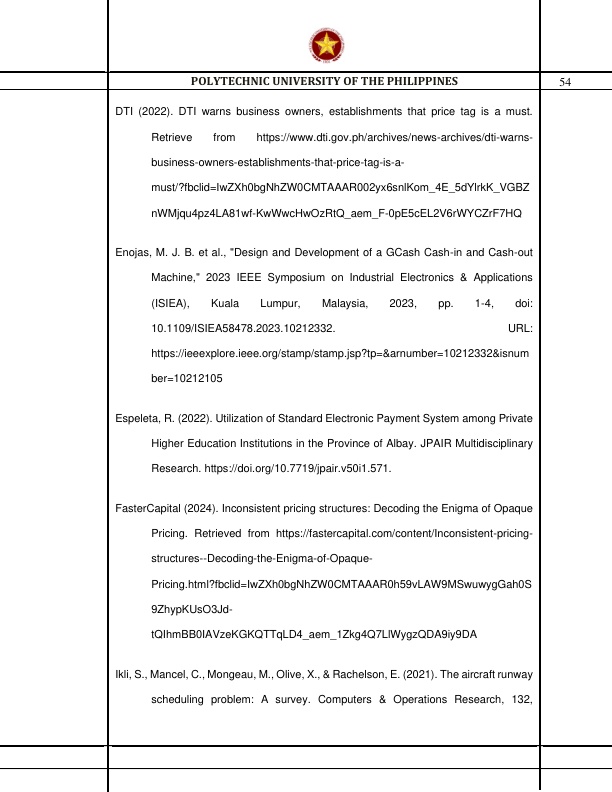 POLYTECHNIC UNIVERSITY OF THE PHILIPPINES 54
DTI (2022). DTI warns business owners, establishments that price tag is a must.
Retrieve from https://www.dti.gov.ph/archives/news-archives/dti-warns-
business-owners-establishments-that-price-tag-is-a-
must/?fbclid=IwZXh0bgNhZW0CMTAAAR002yx6snlKom_4E_5dYlrkK_VGBZ
nWMjqu4pz4LA81wf-KwWwcHwOzRtQ_aem_F-0pE5cEL2V6rWYCZrF7HQ
Enojas, M. J. B. et al., "Design and Development of a GCash Cash-in and Cash-out
Machine," 2023 IEEE Symposium on Industrial Electronics & Applications
(ISIEA), Kuala Lumpur, Malaysia, 2023, pp. 1-4, doi:
10.1109/ISIEA58478.2023.10212332. URL:
https://ieeexplore.ieee.org/stamp/stamp.jsp?tp=&arnumber=10212332&isnum
ber=10212105
Espeleta, R. (2022). Utilization of Standard Electronic Payment System among Private
Higher Education Institutions in the Province of Albay. JPAIR Multidisciplinary
Research. https://doi.org/10.7719/jpair.v50i1.571.
FasterCapital (2024). Inconsistent pricing structures: Decoding the Enigma of Opaque
Pricing. Retrieved from https://fastercapital.com/content/Inconsistent-pricing-
structures--Decoding-the-Enigma-of-Opaque-
Pricing.html?fbclid=IwZXh0bgNhZW0CMTAAAR0h59vLAW9MSwuwygGah0S
9ZhypKUsO3Jd-
tQIhmBB0IAVzeKGKQTTqLD4_aem_1Zkg4Q7LlWygzQDA9iy9DA
Ikli, S., Mancel, C., Mongeau, M., Olive, X., & Rachelson, E. (2021). The aircraft runway
scheduling problem: A survey. Computers & Operations Research, 132,